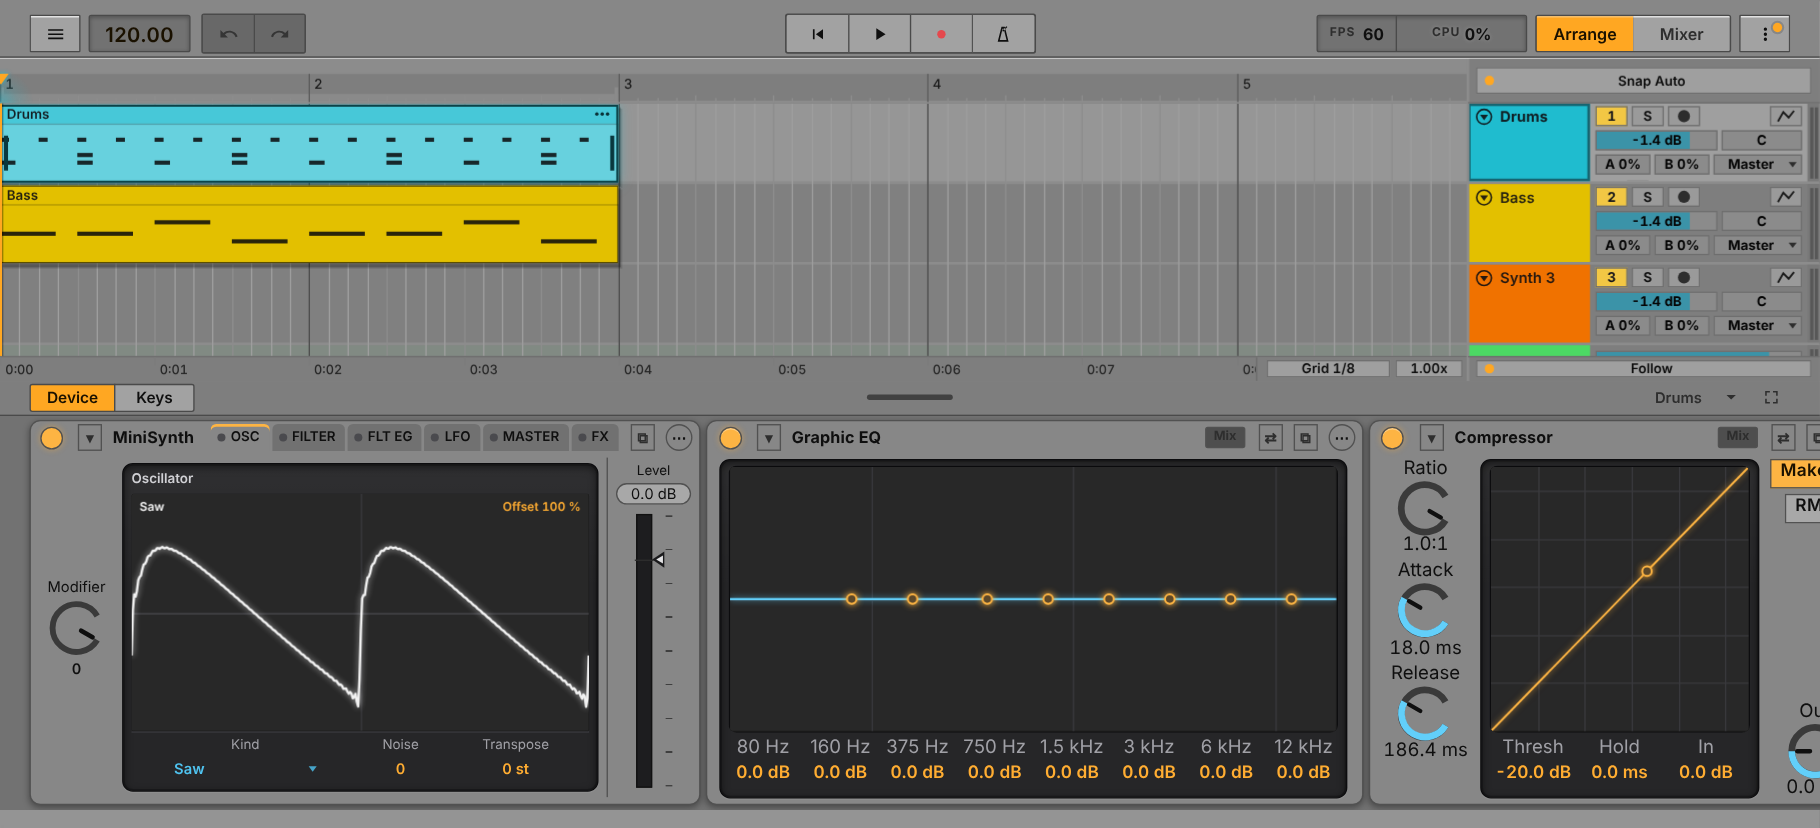 120.00
FPS 60
CPU 0%
Arrange
Mixer
1 2 3 4 5
Snap Auto
Drums
Drums
1 S
-1.4 dB C
A 0% B 0% Master
Bass
Bass
2 S
-1.4 dB C
A 0% B 0% Master
Synth 3
3 S
-1.4 dB C
A 0% B 0% Master
0:00 0:01 0:02 0:03 0:04 0:05 0:06 0:07
Grid 1/8 1.00x
Follow
Device Keys
Drums
MiniSynth
OSC FILTER FLT EG LFO MASTER FX
Modifier
0
Oscillator
Saw
Offset 100 %
Kind Noise Transpose
Saw 0 0 st
Level
0.0 dB
Graphic EQ
Mix
80 Hz 160 Hz 375 Hz 750 Hz 1.5 kHz 3 kHz 6 kHz 12 kHz
0.0 dB 0.0 dB 0.0 dB 0.0 dB 0.0 dB 0.0 dB 0.0 dB 0.0 dB
Compressor
Mix
Ratio
1.0:1
Attack
18.0 ms
Release
186.4 ms
Thresh Hold In
-20.0 dB 0.0 ms 0.0 dB
0.0